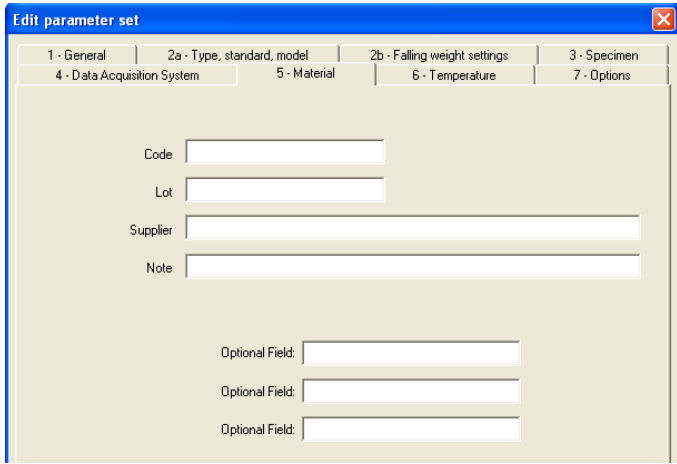 Edit parameter set
1 - General 2a - Type, standard, model 2b - Falling weight settings 3 - Specimen
4 - Data Acquisition System 5 - Material 6 - Temperature 7 - Options
Code
Lot
Supplier
Note
Optional Field:
Optional Field:
Optional Field: